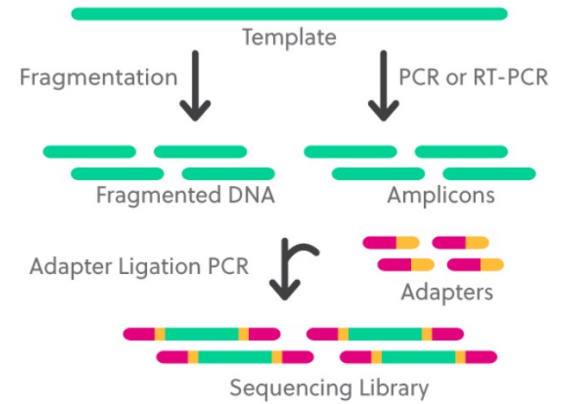 Template
Fragmentation
PCR or RT-PCR
Fragmented DNA
Amplicons
Adapter Ligation PCR
Adapters
Sequencing Library